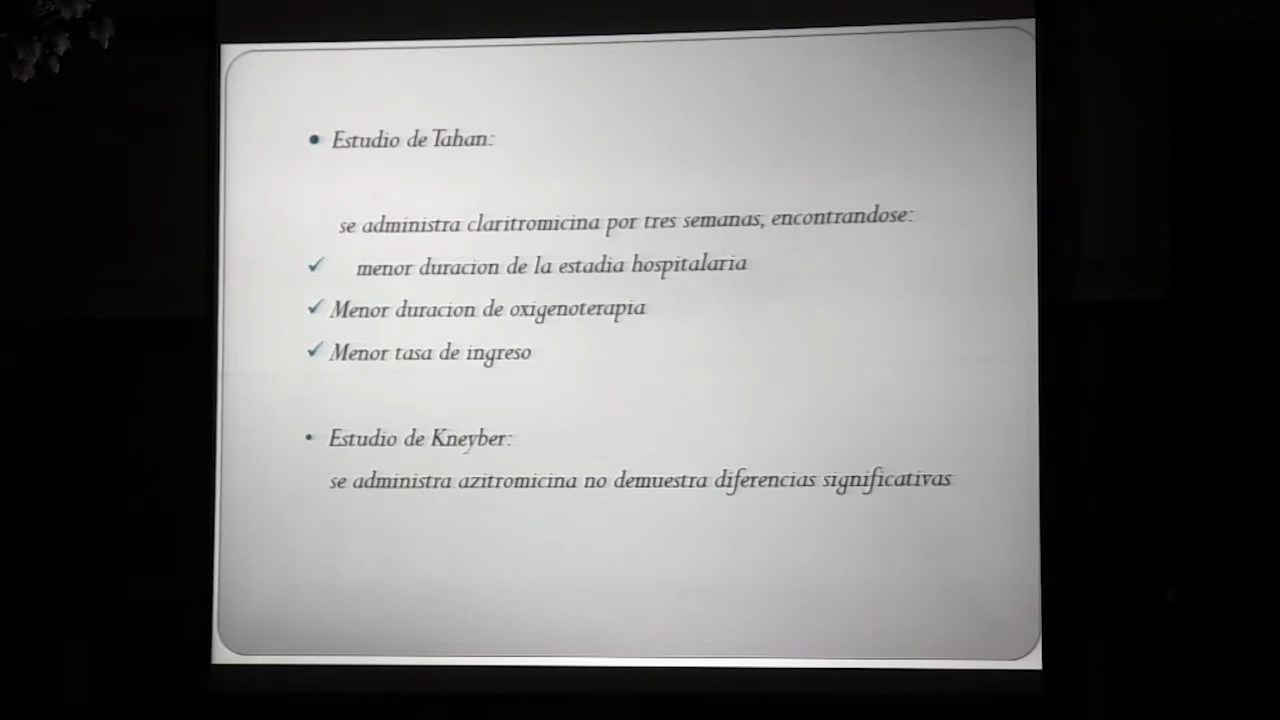 • Estudio de Tahan:
se administra claritromicina por tres semanas, encontrandose:
✓ menor duracion de la estadia hospitalaria
✓ Menor duracion de oxigenoterapia
✓ Menor tasa de ingreso
• Estudio de Kneyber:
se administra azitromicina no demuestra diferencias significativas